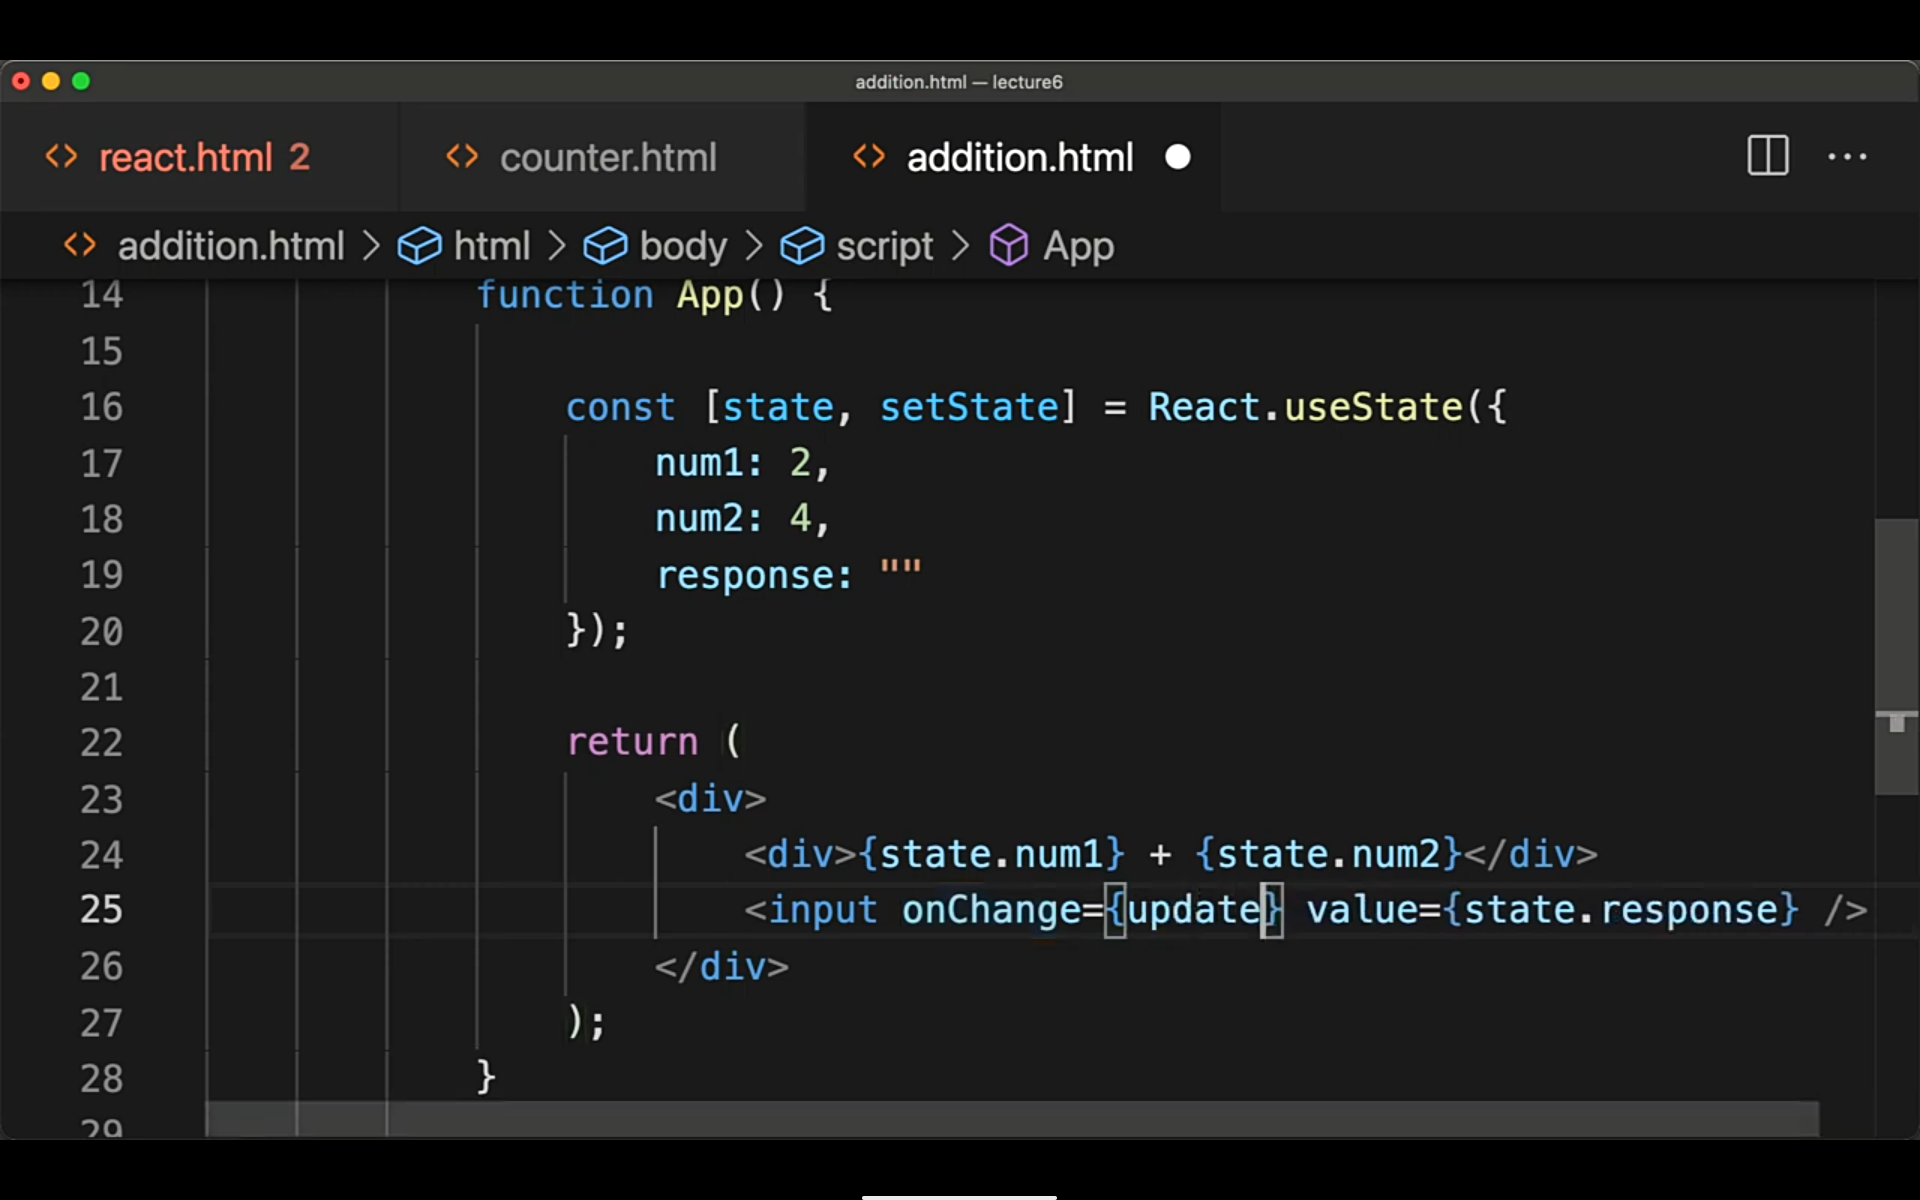 addition.html — lecture6
react.html 2 counter.html addition.html
addition.html > html > body > script > App
14 function App() {
15
16 const [state, setState] = React.useState({
17 num1: 2,
18 num2: 4,
19 response: ""
20 });
21
22 return (
23 <div>
24 <div>{state.num1} + {state.num2}</div>
25 <input onChange={update} value={state.response} />
26 </div>
27 );
28 }
29